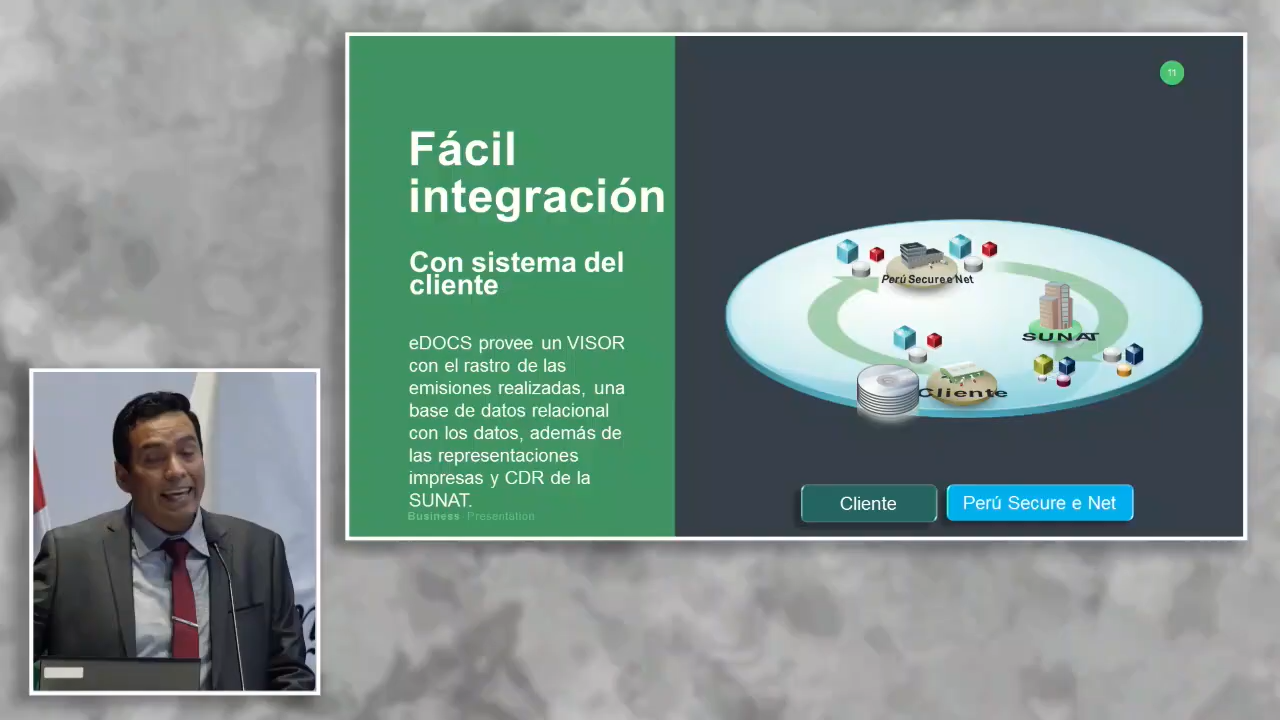 11
Fácil
integración
Con sistema del
cliente
eDOCS provee un VISOR
con el rastro de las
emisiones realizadas, una
base de datos relacional
con los datos, además de
las representaciones
impresas y CDR de la
SUNAT.
Business Presentation
Perú Secure e Net
SUNAT
Cliente
Cliente
Perú Secure e Net